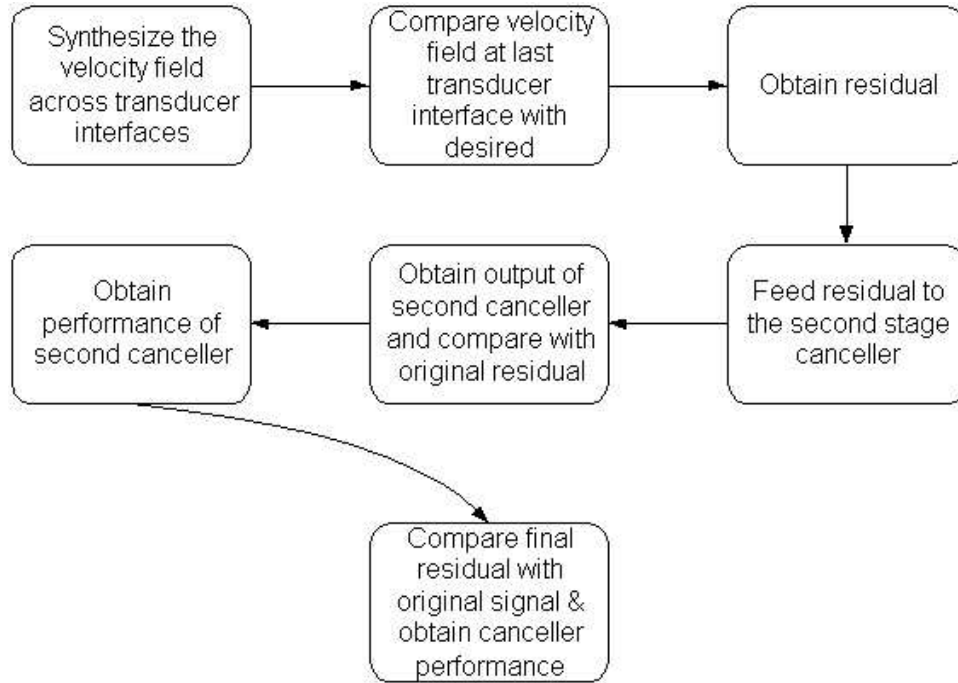 Synthesize the
velocity field
across transducer
interfaces
Compare velocity
field at last
transducer
interface with
desired
Obtain residual
Feed residual to
the second stage
canceller
Obtain output of
second canceller
and compare with
original residual
Obtain
performance of
second canceller
Compare final
residual with
original signal &
obtain canceller
performance